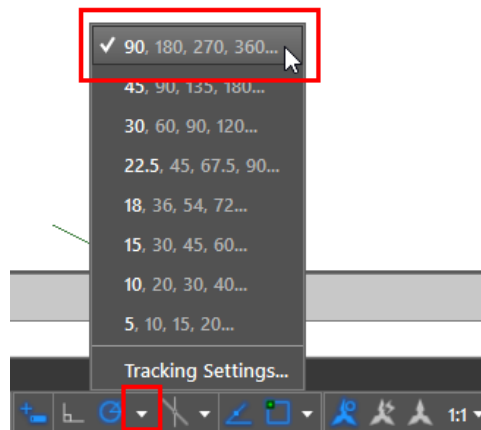 90, 180, 270, 360...
45, 90, 135, 180...
30, 60, 90, 120...
22.5, 45, 67.5, 90...
18, 36, 54, 72...
15, 30, 45, 60...
10, 20, 30, 40...
5, 10, 15, 20...
Tracking Settings...
1:1